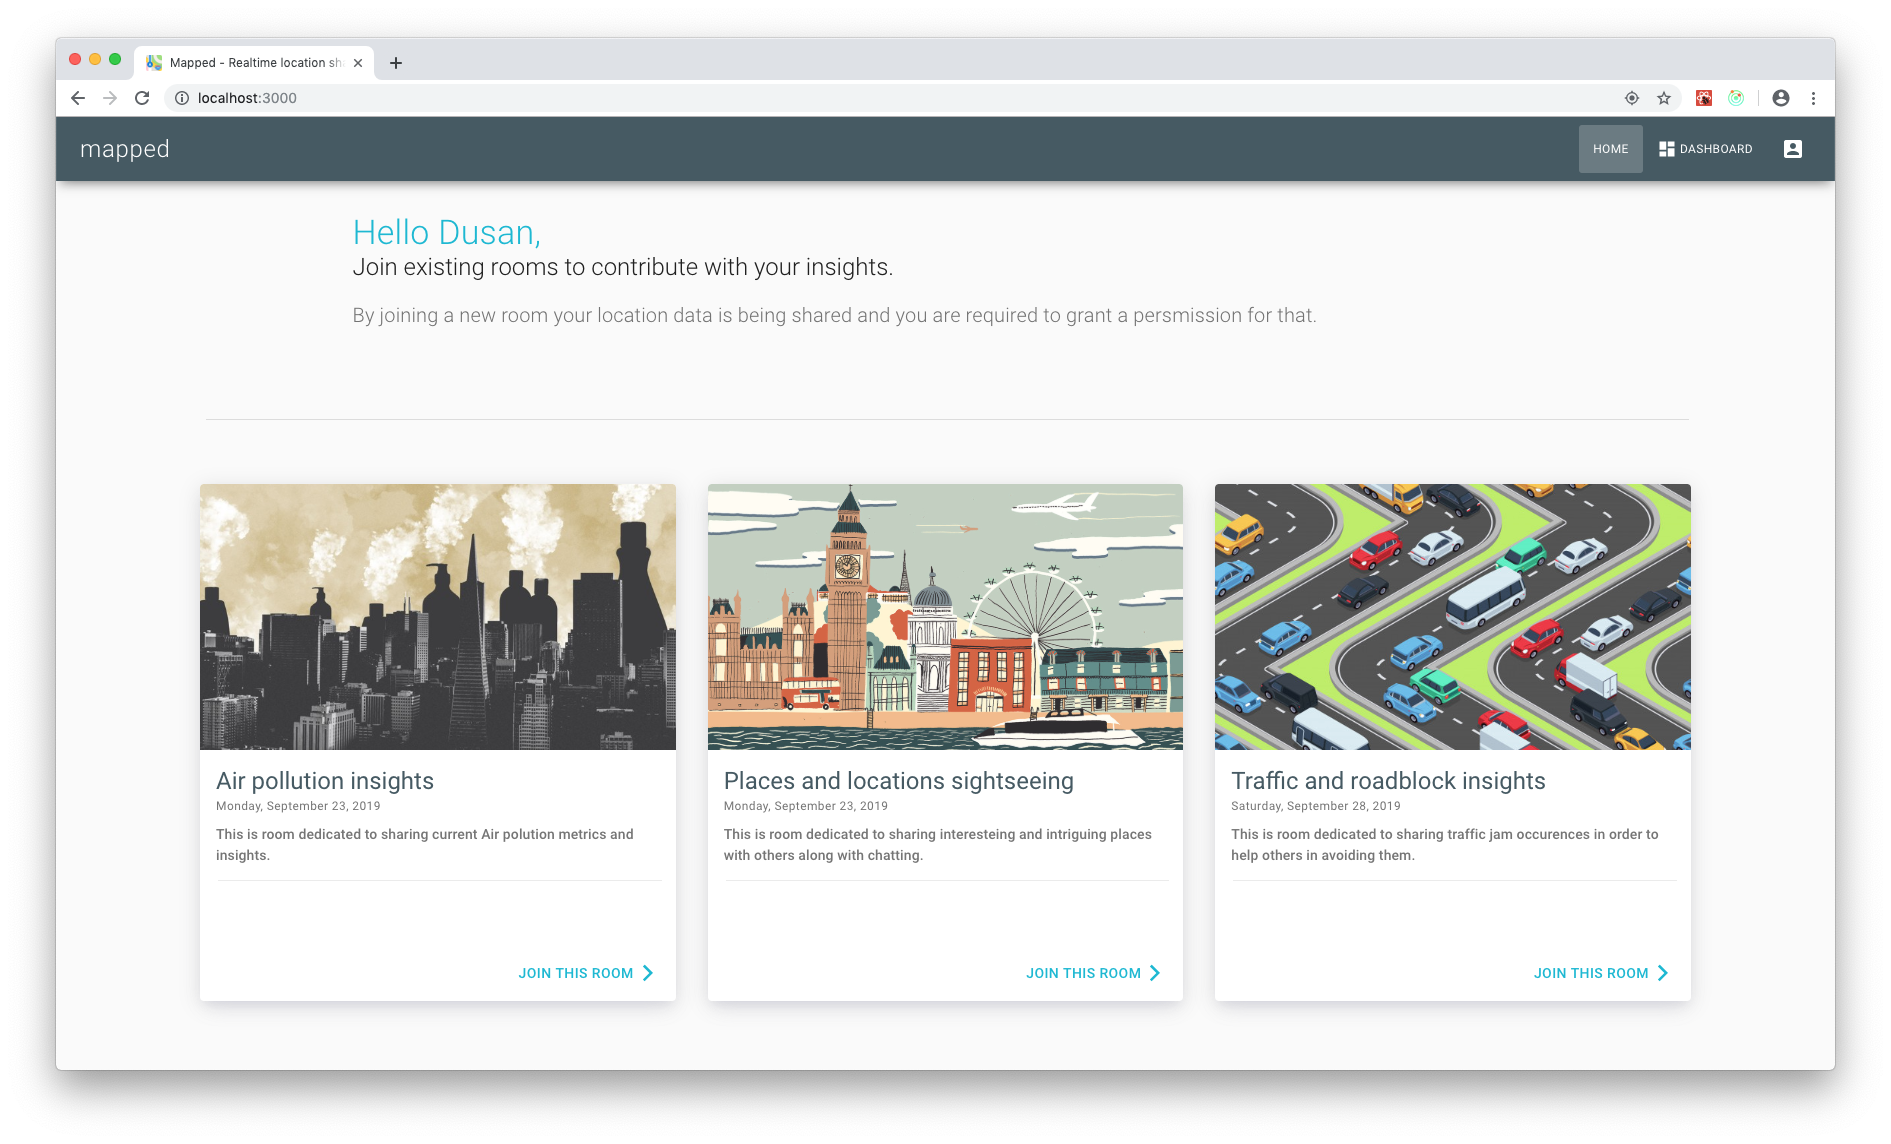 Mapped - Realtime location sh
localhost:3000
mapped
HOME
DASHBOARD
Hello Dusan,
Join existing rooms to contribute with your insights.
By joining a new room your location data is being shared and you are required to grant a persmission for that.
Air pollution insights
Monday, September 23, 2019
This is room dedicated to sharing current Air polution metrics and
insights.
JOIN THIS ROOM
Places and locations sightseeing
Monday, September 23, 2019
This is room dedicated to sharing interesteing and intriguing places
with others along with chatting.
JOIN THIS ROOM
Traffic and roadblock insights
Saturday, September 28, 2019
This is room dedicated to sharing traffic jam occurences in order to
help others in avoiding them.
JOIN THIS ROOM